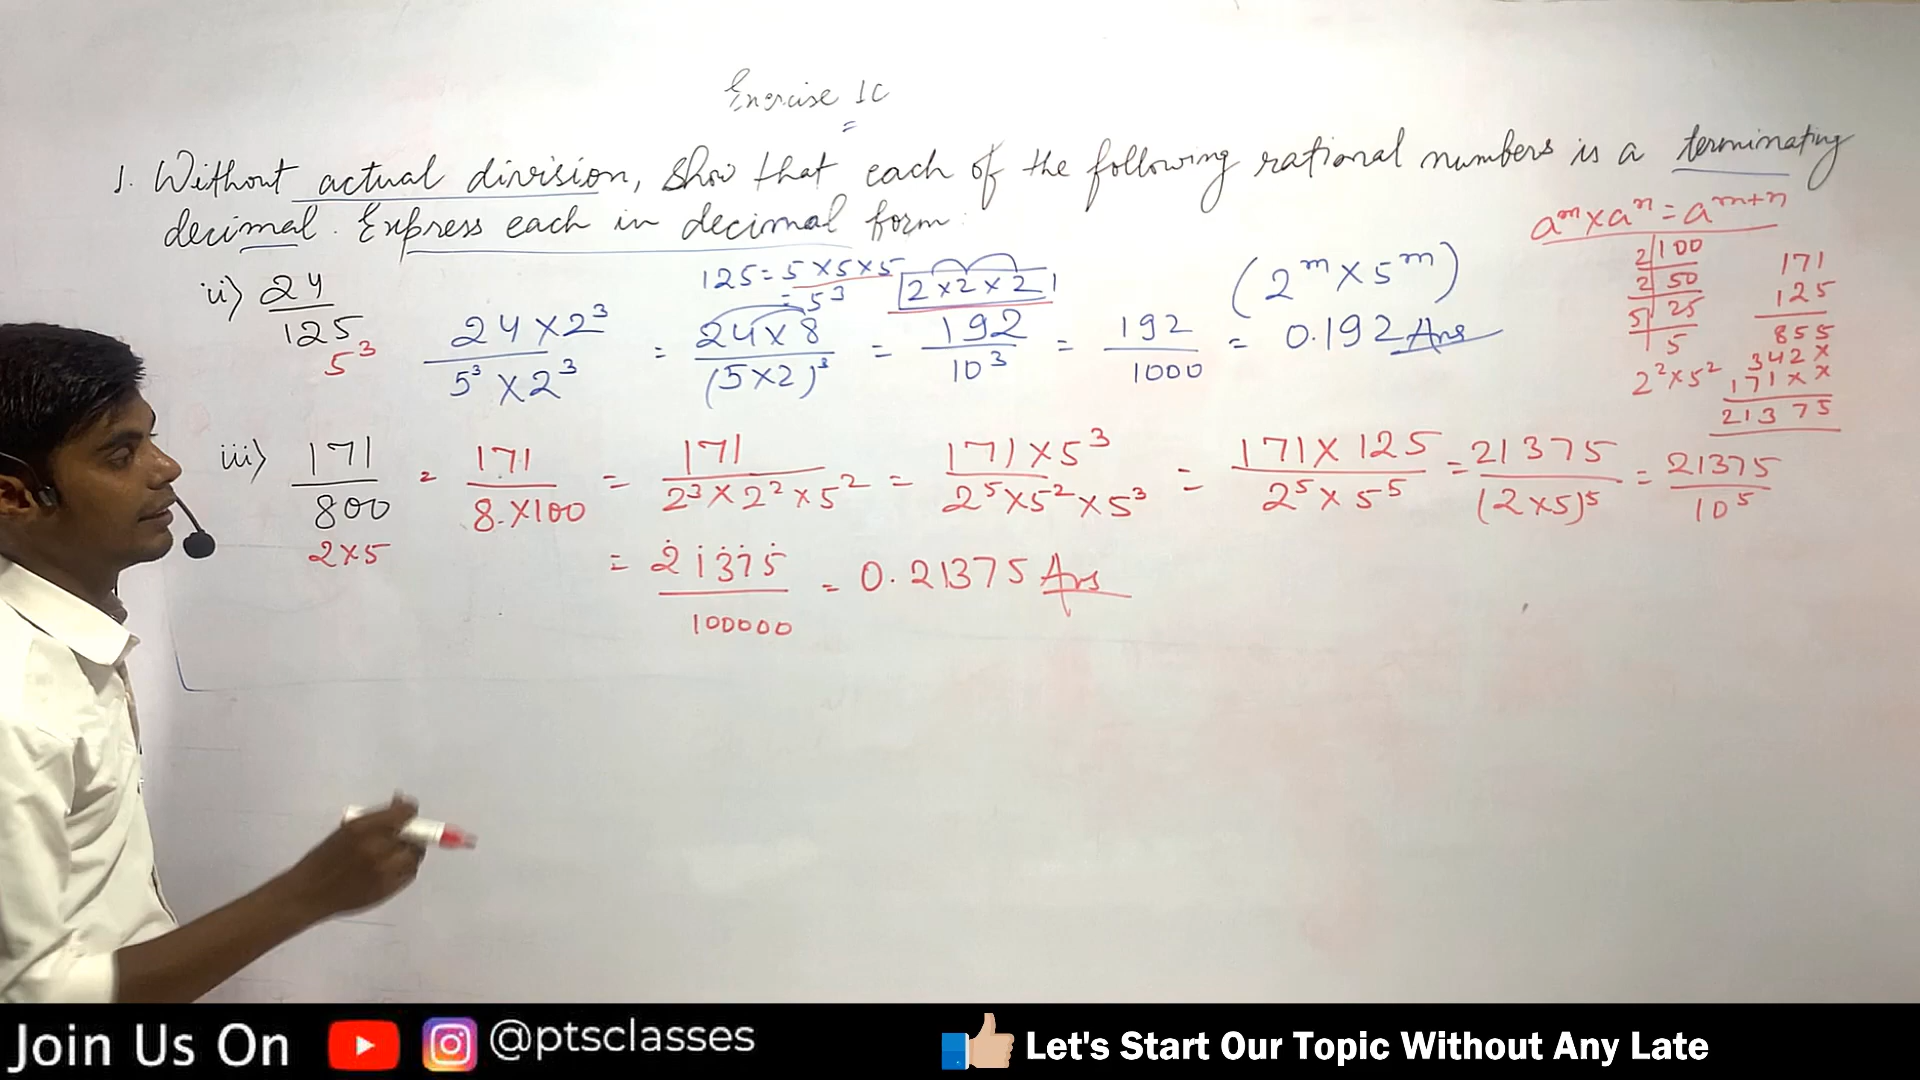 Exercise 1C
1. Without actual division, show that each of the following rational numbers is a terminating
decimal. Express each in decimal form.
a^m × a^n = a^m+n
ii) 24/125 5^3
125 = 5 × 5 × 5
= 5^3
2 × 2 × 2
(2^m × 5^m)
24 × 2^3 / 5^3 × 2^3 = 24 × 8 / (5 × 2)^3 = 192 / 10^3 = 192 / 1000 = 0.192 Ans
2|100
2|50
5|25
5
2^2 × 5^2
171
125
855
342×
171××
21375
iii) 171/800 = 171 / 8 × 100 = 171 / 2^3 × 2^2 × 5^2 = 171 × 5^3 / 2^5 × 5^2 × 5^3 = 171 × 125 / 2^5 × 5^5 = 21375 / (2 × 5)^5 = 21375 / 10^5
2 × 5
= 21375 / 100000 = 0.21375 Ans
Join Us On @ptsclasses
Let's Start Our Topic Without Any Late